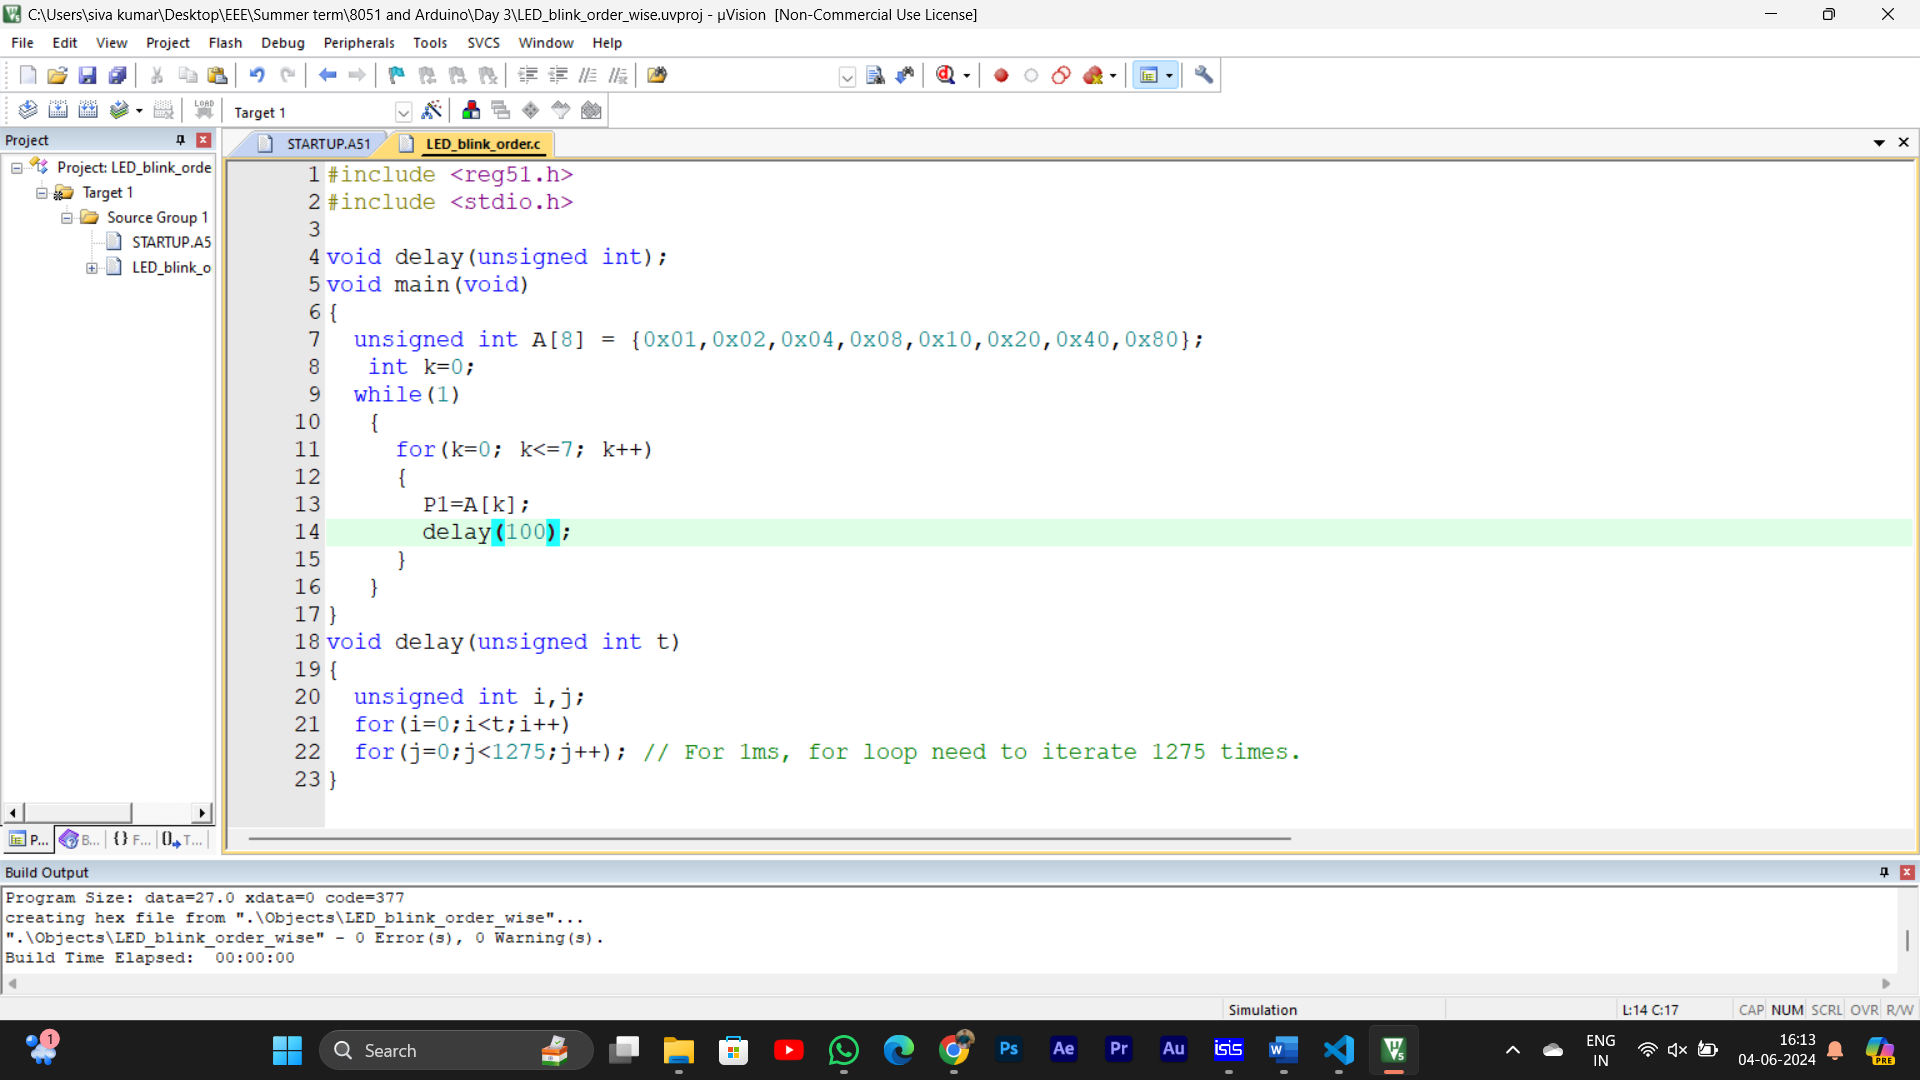 C:\Users\siva kumar\Desktop\EEE\Summer term\8051 and Arduino\Day 3\LED_blink_order_wise.uvproj - µVision [Non-Commercial Use License]
File Edit View Project Flash Debug Peripherals Tools SVCS Window Help
LOAD Target 1
Project
Project: LED_blink_orde
Target 1
Source Group 1
STARTUP.A5
LED_blink_o
P... B... {} F... T...
STARTUP.A51 LED_blink_order.c
1 #include <reg51.h>
2 #include <stdio.h>
3
4 void delay(unsigned int);
5 void main(void)
6 {
7 unsigned int A[8] = {0x01,0x02,0x04,0x08,0x10,0x20,0x40,0x80};
8 int k=0;
9 while(1)
10 {
11 for(k=0; k<=7; k++)
12 {
13 P1=A[k];
14 delay(100);
15 }
16 }
17 }
18 void delay(unsigned int t)
19 {
20 unsigned int i,j;
21 for(i=0;i<t;i++)
22 for(j=0;j<1275;j++); // For 1ms, for loop need to iterate 1275 times.
23 }
Build Output
Program Size: data=27.0 xdata=0 code=377
creating hex file from ".\Objects\LED_blink_order_wise"...
".\Objects\LED_blink_order_wise" - 0 Error(s), 0 Warning(s).
Build Time Elapsed:  00:00:00
Simulation L:14 C:17 CAP NUM SCRL OVR R/W
1 Search Ps Ae Pr Au isis W ENG IN 16:13 04-06-2024 PRE